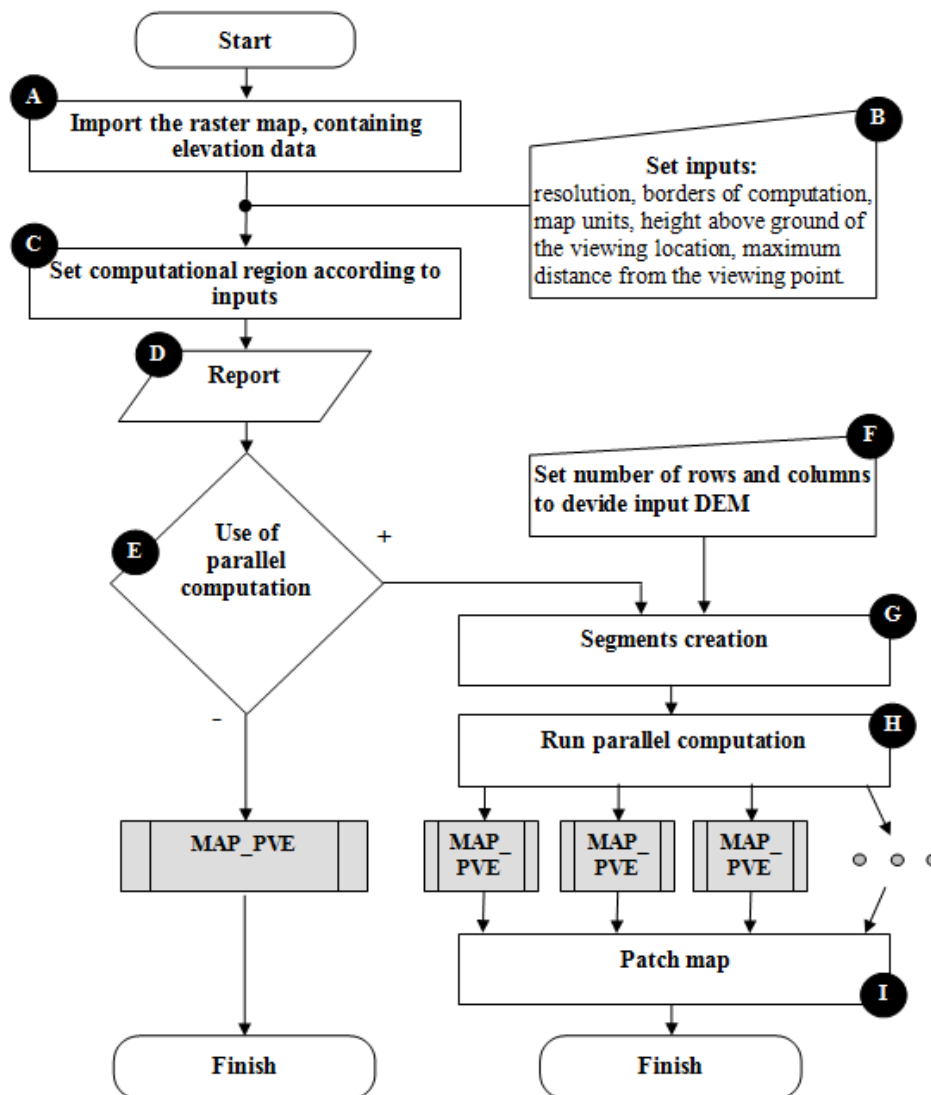 Start
A
Import the raster map, containing
elevation data
B
Set inputs:
resolution, borders of computation,
map units, height above ground of
the viewing location, maximum
distance from the viewing point.
C
Set computational region according to
inputs
D
Report
E
Use of
parallel
computation
+
-
F
Set number of rows and columns
to devide input DEM
G
Segments creation
H
Run parallel computation
MAP_PVE
MAP_
PVE
MAP_
PVE
MAP_
PVE
Patch map
I
Finish
Finish